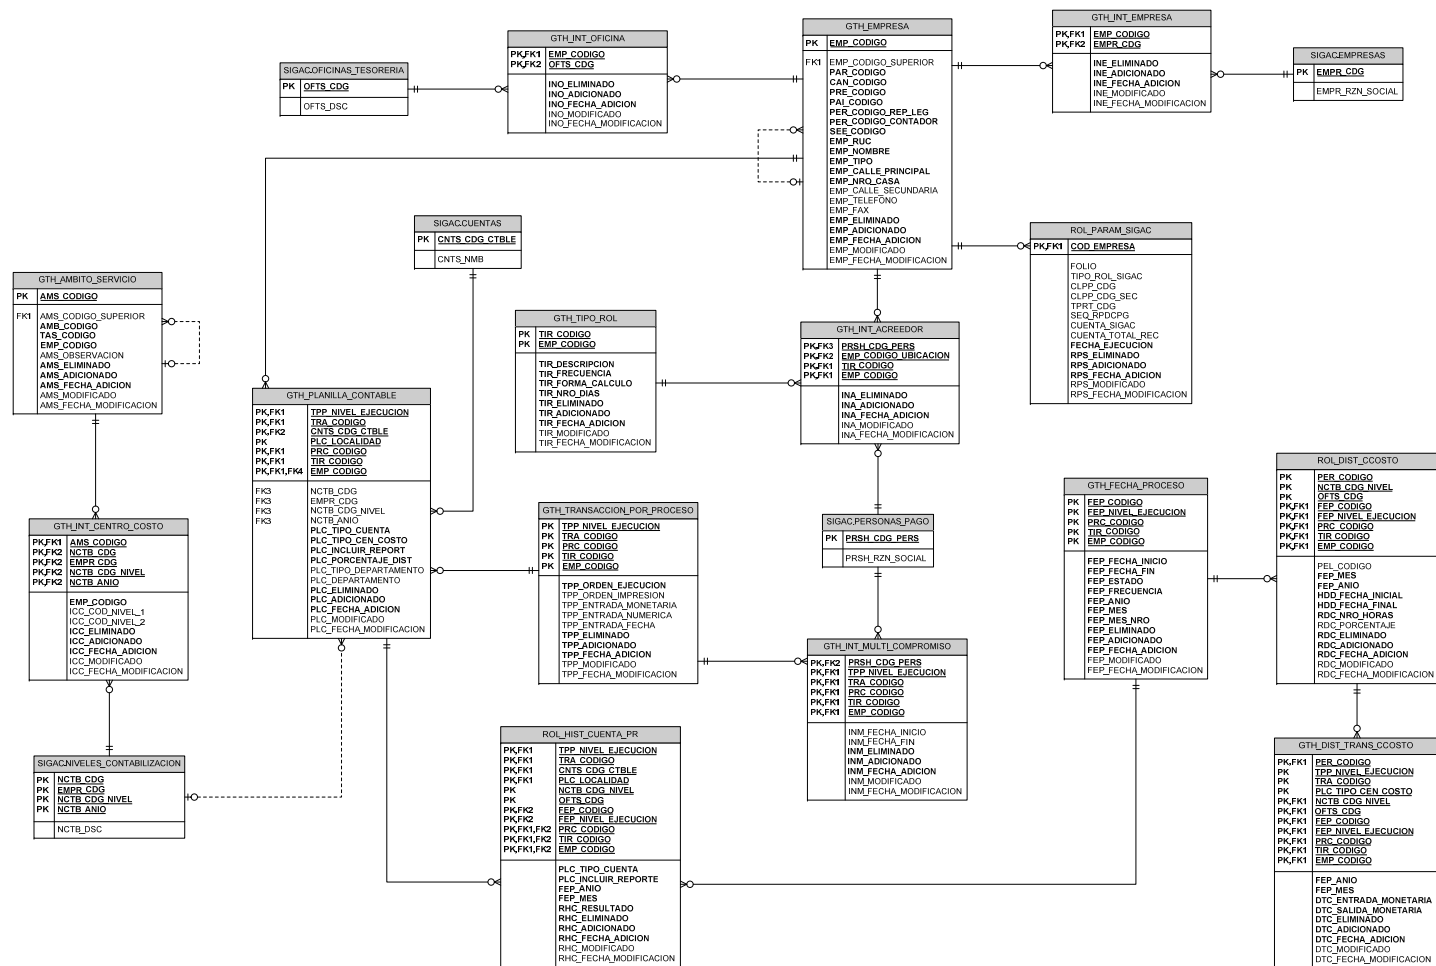 GTH_INT_OFICINA
PK,FK1 EMP_CODIGO
PK,FK2 OFTS_CDG
INO_ELIMINADO
INO_ADICIONADO
INO_FECHA_ADICION
INO_MODIFICADO
INO_FECHA_MODIFICACION
SIGAC.OFICINAS_TESORERIA
PK OFTS_CDG
OFTS_DSC
GTH_EMPRESA
PK EMP_CODIGO
FK1 EMP_CODIGO_SUPERIOR
PAR_CODIGO
CAN_CODIGO
PRE_CODIGO
PAI_CODIGO
PER_CODIGO_REP_LEG
PER_CODIGO_CONTADOR
SEE_CODIGO
EMP_RUC
EMP_NOMBRE
EMP_TIPO
EMP_CALLE_PRINCIPAL
EMP_NRO_CASA
EMP_CALLE_SECUNDARIA
EMP_TELEFONO
EMP_FAX
EMP_ELIMINADO
EMP_ADICIONADO
EMP_FECHA_ADICION
EMP_MODIFICADO
EMP_FECHA_MODIFICACION
GTH_INT_EMPRESA
PK,FK1 EMP_CODIGO
PK,FK2 EMPR_CDG
INE_ELIMINADO
INE_ADICIONADO
INE_FECHA_ADICION
INE_MODIFICADO
INE_FECHA_MODIFICACION
SIGAC.EMPRESAS
PK EMPR_CDG
EMPR_RZN_SOCIAL
SIGAC.CUENTAS
PK CNTS_CDG_CTBLE
CNTS_NMB
ROL_PARAM_SIGAC
PK,FK1 COD_EMPRESA
FOLIO
TIPO_ROL_SIGAC
CLPP_CDG
CLPP_CDG_SEC
TPRT_CDG
SEQ_RPDCPG
CUENTA_SIGAC
CUENTA_TOTAL_REC
FECHA_EJECUCION
RPS_ELIMINADO
RPS_ADICIONADO
RPS_FECHA_ADICION
RPS_MODIFICADO
RPS_FECHA_MODIFICACION
GTH_AMBITO_SERVICIO
PK AMS_CODIGO
FK1 AMS_CODIGO_SUPERIOR
AMB_CODIGO
TAS_CODIGO
EMP_CODIGO
AMS_OBSERVACION
AMS_ELIMINADO
AMS_ADICIONADO
AMS_FECHA_ADICION
AMS_MODIFICADO
AMS_FECHA_MODIFICACION
GTH_TIPO_ROL
PK TIR_CODIGO
PK EMP_CODIGO
TIR_DESCRIPCION
TIR_FRECUENCIA
TIR_FORMA_CALCULO
TIR_NRO_DIAS
TIR_ELIMINADO
TIR_ADICIONADO
TIR_FECHA_ADICION
TIR_MODIFICADO
TIR_FECHA_MODIFICACION
GTH_INT_ACREEDOR
PK,FK3 PRSH_CDG_PERS
PK,FK2 EMP_CODIGO_UBICACION
PK,FK1 TIR_CODIGO
PK,FK1 EMP_CODIGO
INA_ELIMINADO
INA_ADICIONADO
INA_FECHA_ADICION
INA_MODIFICADO
INA_FECHA_MODIFICACION
GTH_PLANILLA_CONTABLE
PK,FK1 TPP_NIVEL_EJECUCION
PK,FK1 TRA_CODIGO
PK,FK2 CNTS_CDG_CTBLE
PK PLC_LOCALIDAD
PK,FK1 PRC_CODIGO
PK,FK1 TIR_CODIGO
PK,FK1,FK4 EMP_CODIGO
FK3 NCTB_CDG
FK3 EMPR_CDG
FK3 NCTB_CDG_NIVEL
FK3 NCTB_ANIO
PLC_TIPO_CUENTA
PLC_TIPO_CEN_COSTO
PLC_INCLUIR_REPORT
PLC_PORCENTAJE_DIST
PLC_TIPO_DEPARTAMENTO
PLC_DEPARTAMENTO
PLC_ELIMINADO
PLC_ADICIONADO
PLC_FECHA_ADICION
PLC_MODIFICADO
PLC_FECHA_MODIFICACION
GTH_INT_CENTRO_COSTO
PK,FK1 AMS_CODIGO
PK,FK2 NCTB_CDG
PK,FK2 EMPR_CDG
PK,FK2 NCTB_CDG_NIVEL
PK,FK2 NCTB_ANIO
EMP_CODIGO
ICC_COD_NIVEL_1
ICC_COD_NIVEL_2
ICC_ELIMINADO
ICC_ADICIONADO
ICC_FECHA_ADICION
ICC_MODIFICADO
ICC_FECHA_MODIFICACION
GTH_TRANSACCION_POR_PROCESO
PK TPP_NIVEL_EJECUCION
PK TRA_CODIGO
PK PRC_CODIGO
PK TIR_CODIGO
PK EMP_CODIGO
TPP_ORDEN_EJECUCION
TPP_ORDEN_IMPRESION
TPP_ENTRADA_MONETARIA
TPP_ENTRADA_NUMERICA
TPP_ENTRADA_FECHA
TPP_ELIMINADO
TPP_ADICIONADO
TPP_FECHA_ADICION
TPP_MODIFICADO
TPP_FECHA_MODIFICACION
SIGAC.PERSONAS_PAGO
PK PRSH_CDG_PERS
PRSH_RZN_SOCIAL
GTH_FECHA_PROCESO
PK FEP_CODIGO
PK FEP_NIVEL_EJECUCION
PK PRC_CODIGO
PK TIR_CODIGO
PK EMP_CODIGO
FEP_FECHA_INICIO
FEP_FECHA_FIN
FEP_ESTADO
FEP_FRECUENCIA
FEP_ANIO
FEP_MES
FEP_MES_NRO
FEP_ELIMINADO
FEP_ADICIONADO
FEP_FECHA_ADICION
FEP_MODIFICADO
FEP_FECHA_MODIFICACION
ROL_DIST_CCOSTO
PK PER_CODIGO
PK NCTB_CDG_NIVEL
PK OFTS_CDG
PK,FK1 FEP_CODIGO
PK,FK1 FEP_NIVEL_EJECUCION
PK,FK1 PRC_CODIGO
PK,FK1 TIR_CODIGO
PK,FK1 EMP_CODIGO
PEL_CODIGO
FEP_MES
FEP_ANIO
HDD_FECHA_INICIAL
HDD_FECHA_FINAL
RDC_NRO_HORAS
RDC_PORCENTAJE
RDC_ELIMINADO
RDC_ADICIONADO
RDC_FECHA_ADICION
RDC_MODIFICADO
RDC_FECHA_MODIFICACION
GTH_INT_MULTI_COMPROMISO
PK,FK2 PRSH_CDG_PERS
PK,FK1 TPP_NIVEL_EJECUCION
PK,FK1 TRA_CODIGO
PK,FK1 PRC_CODIGO
PK,FK1 TIR_CODIGO
PK,FK1 EMP_CODIGO
INM_FECHA_INICIO
INM_FECHA_FIN
INM_ELIMINADO
INM_ADICIONADO
INM_FECHA_ADICION
INM_MODIFICADO
INM_FECHA_MODIFICACION
SIGAC.NIVELES_CONTABILIZACION
PK NCTB_CDG
PK EMPR_CDG
PK NCTB_CDG_NIVEL
PK NCTB_ANIO
NCTB_DSC
ROL_HIST_CUENTA_PR
PK,FK1 TPP_NIVEL_EJECUCION
PK,FK1 TRA_CODIGO
PK,FK1 CNTS_CDG_CTBLE
PK,FK1 PLC_LOCALIDAD
PK NCTB_CDG_NIVEL
PK OFTS_CDG
PK,FK2 FEP_CODIGO
PK,FK2 FEP_NIVEL_EJECUCION
PK,FK1,FK2 PRC_CODIGO
PK,FK1,FK2 TIR_CODIGO
PK,FK1,FK2 EMP_CODIGO
PLC_TIPO_CUENTA
PLC_INCLUIR_REPORTE
FEP_ANIO
FEP_MES
RHC_RESULTADO
RHC_ELIMINADO
RHC_ADICIONADO
RHC_FECHA_ADICION
RHC_MODIFICADO
RHC_FECHA_MODIFICACION
GTH_DIST_TRANS_CCOSTO
PK,FK1 PER_CODIGO
PK TPP_NIVEL_EJECUCION
PK TRA_CODIGO
PK PLC_TIPO_CEN_COSTO
PK,FK1 NCTB_CDG_NIVEL
PK,FK1 OFTS_CDG
PK,FK1 FEP_CODIGO
PK,FK1 FEP_NIVEL_EJECUCION
PK,FK1 PRC_CODIGO
PK,FK1 TIR_CODIGO
PK,FK1 EMP_CODIGO
FEP_ANIO
FEP_MES
DTC_ENTRADA_MONETARIA
DTC_SALIDA_MONETARIA
DTC_ELIMINADO
DTC_ADICIONADO
DTC_FECHA_ADICION
DTC_MODIFICADO
DTC_FECHA_MODIFICACION